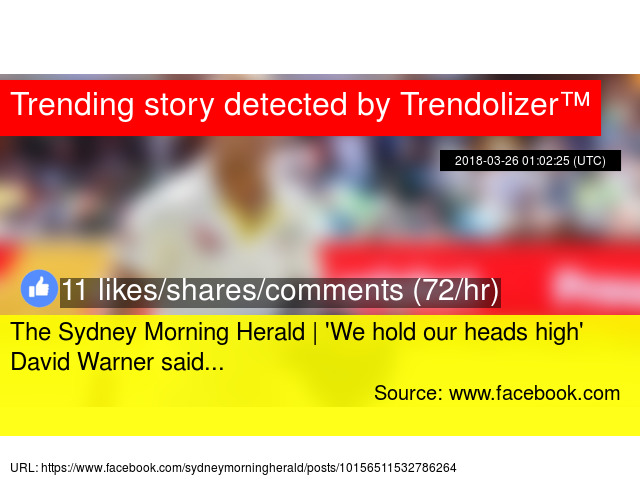 Trending story detected by Trendolizer™
2018-03-26 01:02:25 (UTC)
11 likes/shares/comments (72/hr)
The Sydney Morning Herald | 'We hold our heads high'
David Warner said...
Source: www.facebook.com
URL: https://www.facebook.com/sydneymorningherald/posts/10156511532786264